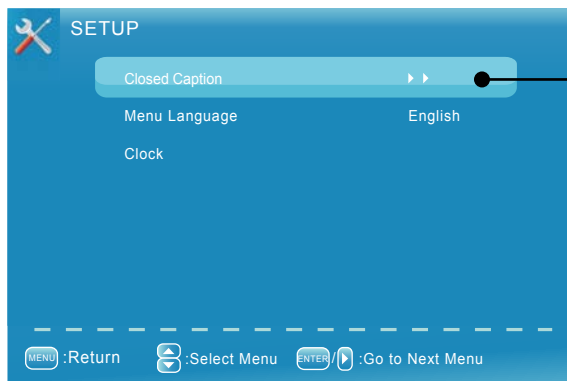 SETUP
Closed Caption
Menu Language English
Clock
MENU :Return :Select Menu ENTER / :Go to Next Menu